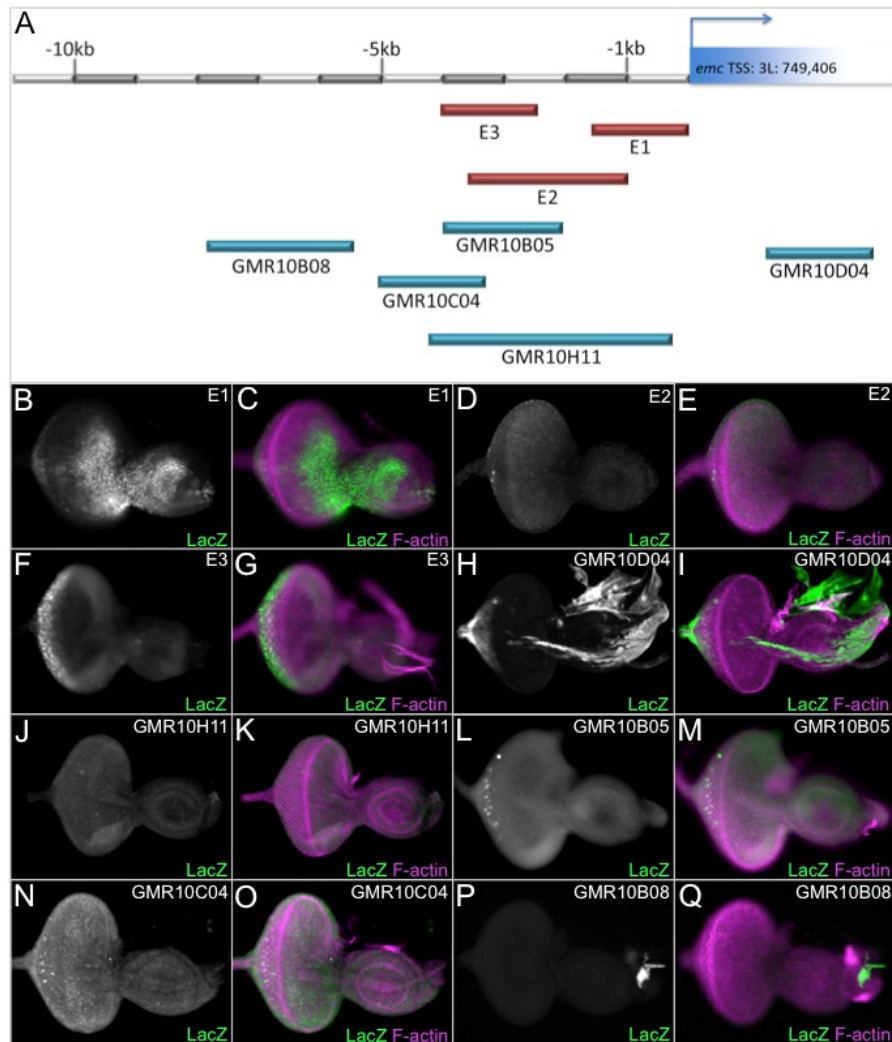 A
-10kb -5kb -1kb
emc TSS: 3L: 749,406
E3
E1
E2
GMR10B05
GMR10B08
GMR10D04
GMR10C04
GMR10H11
B E1 C E1 D E2 E E2
LacZ LacZ F-actin LacZ LacZ F-actin
F E3 G E3 H GMR10D04 I GMR10D04
LacZ LacZ F-actin LacZ LacZ F-actin
J GMR10H11 K GMR10H11 L GMR10B05 M GMR10B05
LacZ LacZ F-actin LacZ LacZ F-actin
N GMR10C04 O GMR10C04 P GMR10B08 Q GMR10B08
LacZ LacZ F-actin LacZ LacZ F-actin